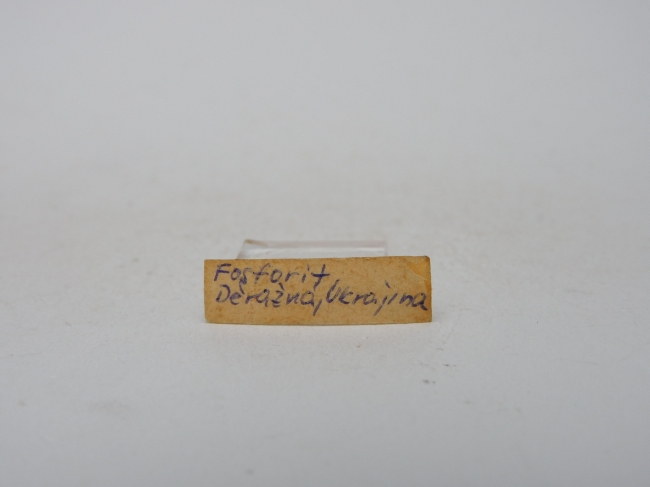 Fosforit,
Děražna, Ukrajina